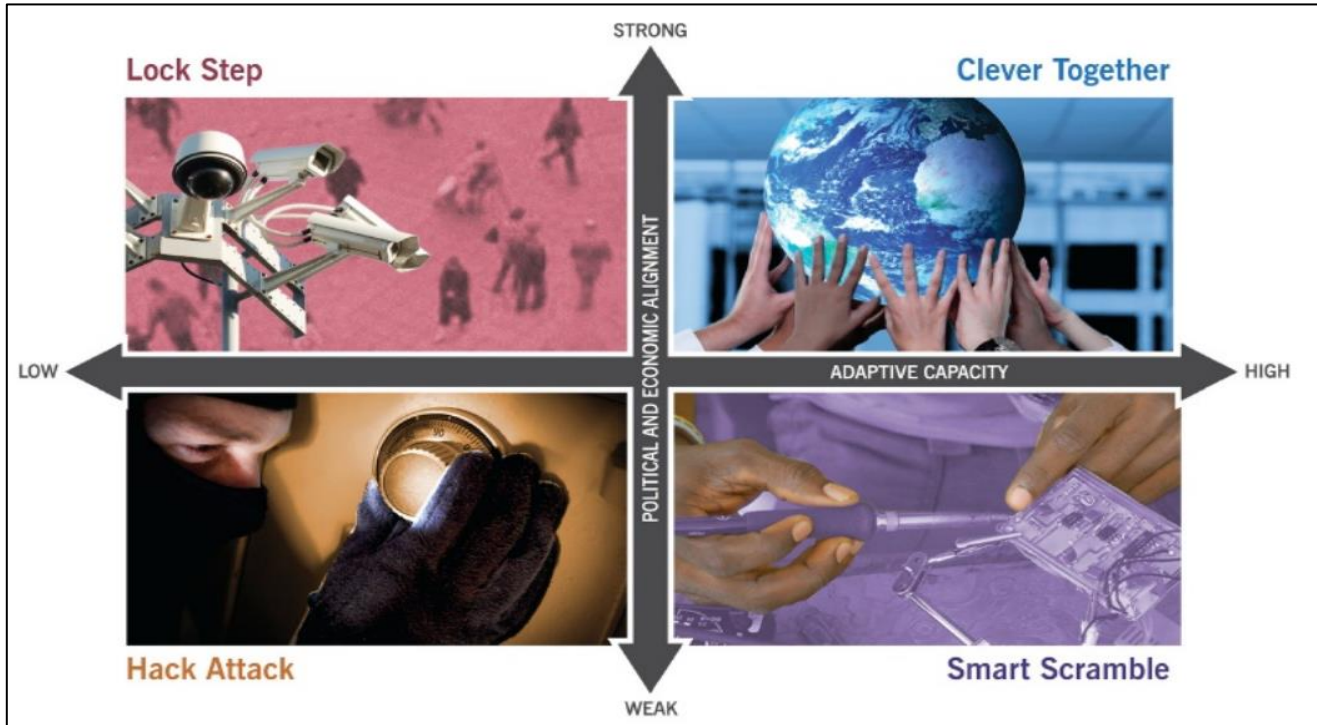 STRONG
Lock Step
Clever Together
POLITICAL AND ECONOMIC ALIGNMENT
LOW
ADAPTIVE CAPACITY
HIGH
Hack Attack
Smart Scramble
WEAK